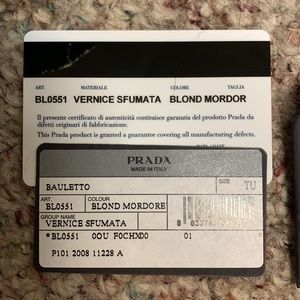 ART. MATERIALE COLORE TAGLIA
BL0551 VERNICE SFUMATA BLOND MORDOR
Il presente certificato di autenticità costituisce garanzia del prodotto Prada da
difetti originari di fabbricazione.
This Prada product is granted a guarantee covering all manufacturing defects.
PRADA
MADE IN ITALY
BAULETTO
SIZE TU
ART. COLOUR
BL0551 BLOND MORDORE
GROUP NAME
VERNICE SFUMATA
*BL0551 0OU F0CHXD0 01
P101 2008 11228 A